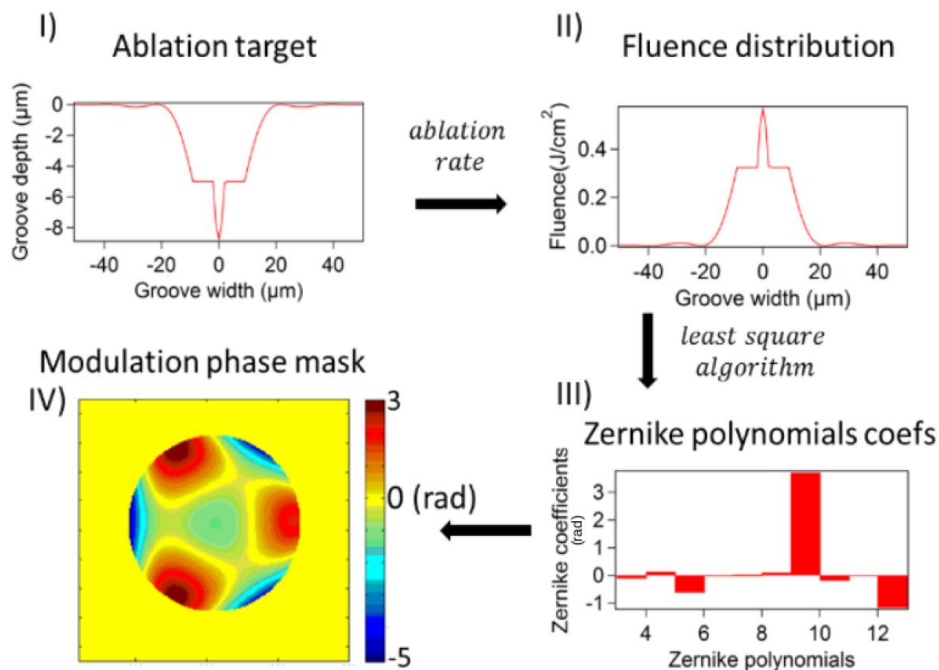 I)
Ablation target
Groove depth (μm)
0
-2
-4
-6
-8
-40 -20 0 20 40
Groove width (μm)
ablation
rate
II)
Fluence distribution
Fluence(J/cm²)
0.4
0.2
0.0
-40 -20 0 20 40
Groove width (μm)
least square
algorithm
III)
Zernike polynomials coefs
Zernike coefficients
(rad)
3
2
1
0
-1
4 6 8 10 12
Zernike polynomials
Modulation phase mask
IV)
3
0 (rad)
-5